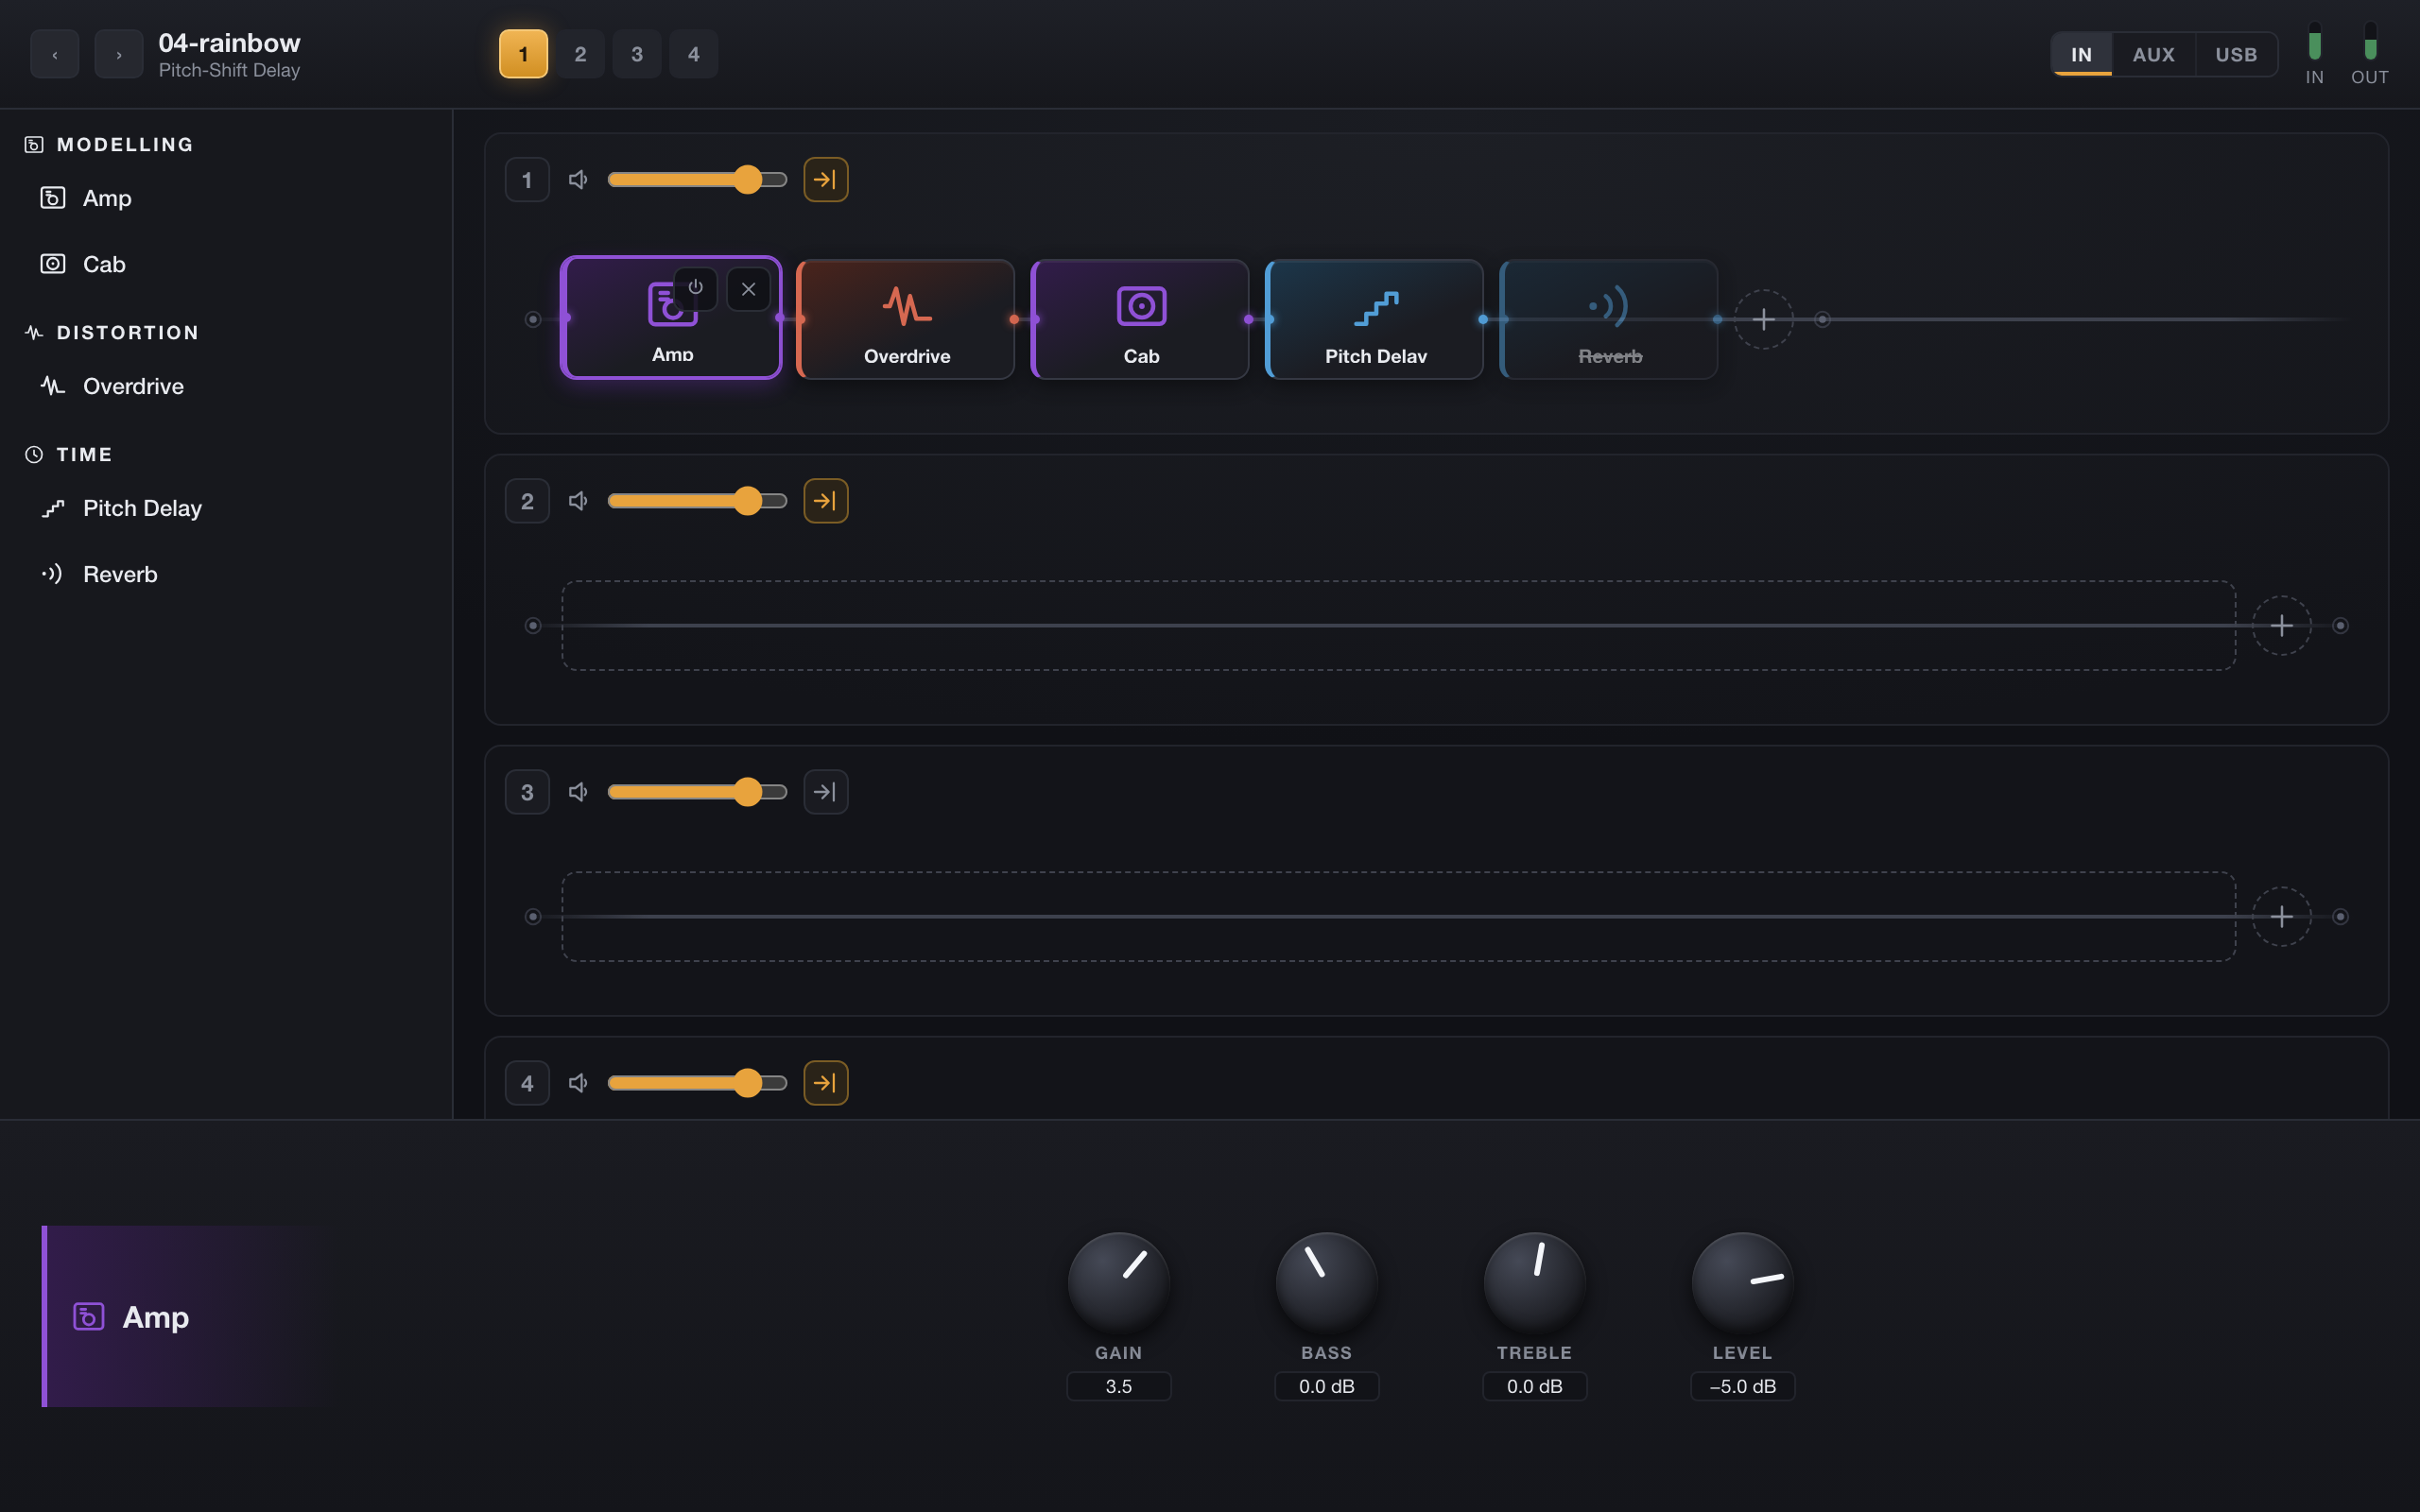 04-rainbow
Pitch-Shift Delay
1 2 3 4
IN AUX USB
IN OUT
MODELLING
Amp
Cab
DISTORTION
Overdrive
TIME
Pitch Delay
Reverb
1
Amp
Overdrive
Cab
Pitch Delay
Reverb
2
3
4
Amp
GAIN BASS TREBLE LEVEL
3.5 0.0 dB 0.0 dB −5.0 dB